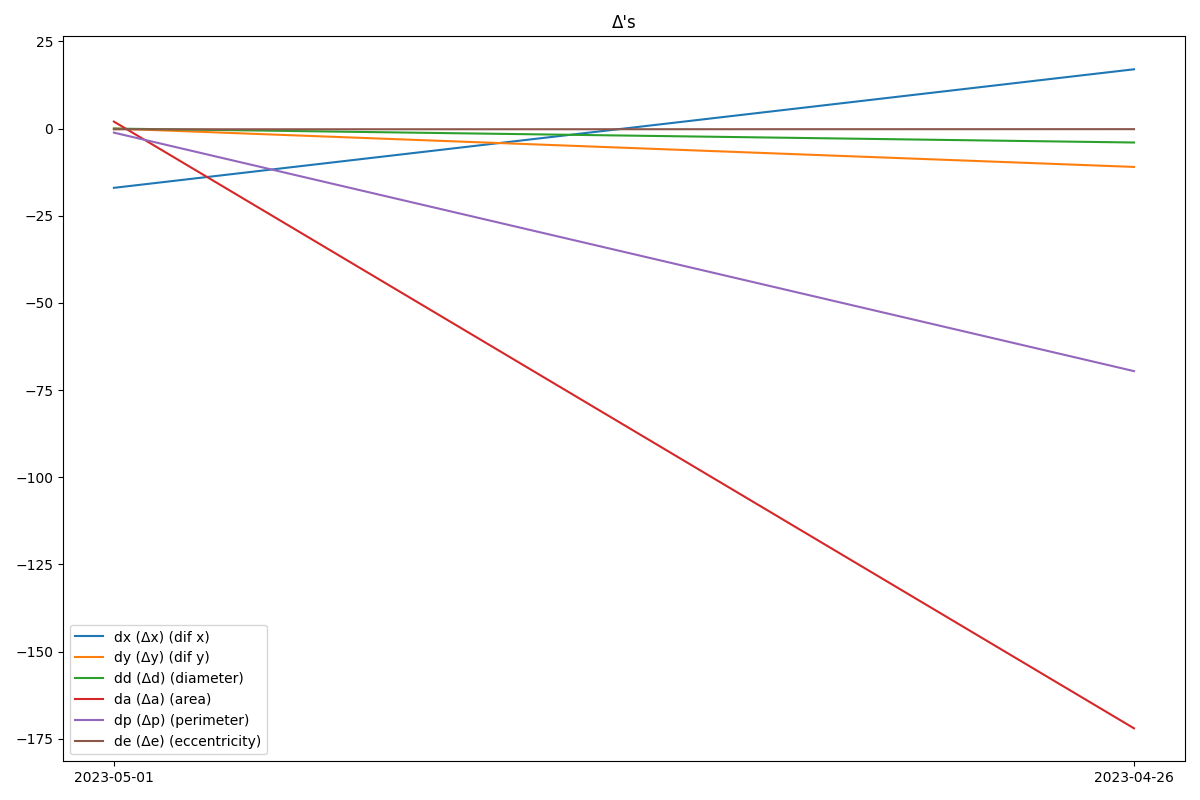 Δ's
25
0
−25
−50
−75
−100
−125
−150
−175
dx (Δx) (dif x)
dy (Δy) (dif y)
dd (Δd) (diameter)
da (Δa) (area)
dp (Δp) (perimeter)
de (Δe) (eccentricity)
2023-05-01
2023-04-26